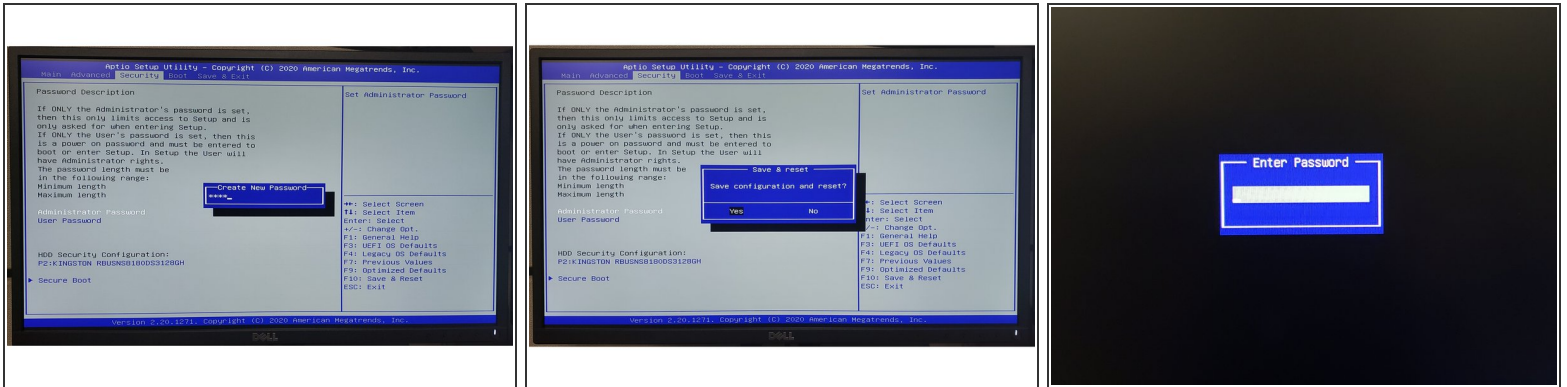 Aptio Setup Utility - Copyright (C) 2020 American Megatrends, Inc.
Main Advanced Security Boot Save & Exit
Password Description
Set Administrator Password
If ONLY the Administrator's password is set,
then this only limits access to Setup and is
only asked for when entering Setup.
If ONLY the User's password is set, then this
is a power on password and must be entered to
boot or enter Setup. In Setup the User will
have Administrator rights.
The password length must be
in the following range:
Minimum length
Maximum length
Create New Password
****_
Administrator Password
User Password
HDD Security Configuration:
P2:KINGSTON RBUSNS8180DS3128GH
Secure Boot
→←: Select Screen
↑↓: Select Item
Enter: Select
+/-: Change Opt.
F1: General Help
F3: UEFI OS Defaults
F4: Legacy OS Defaults
F7: Previous Values
F9: Optimized Defaults
F10: Save & Reset
ESC: Exit
Version 2.20.1271. Copyright (C) 2020 American Megatrends, Inc.
DELL
Aptio Setup Utility - Copyright (C) 2020 American Megatrends, Inc.
Main Advanced Security Boot Save & Exit
Password Description
Set Administrator Password
If ONLY the Administrator's password is set,
then this only limits access to Setup and is
only asked for when entering Setup.
If ONLY the User's password is set, then this
is a power on password and must be entered to
boot or enter Setup. In Setup the User will
have Administrator rights.
The password length must be
in the following range:
Minimum length
Maximum length
Save & reset
Save configuration and reset?
Yes No
Administrator Password
User Password
HDD Security Configuration:
P2:KINGSTON RBUSNS8180DS3128GH
Secure Boot
→←: Select Screen
↑↓: Select Item
Enter: Select
+/-: Change Opt.
F1: General Help
F3: UEFI OS Defaults
F4: Legacy OS Defaults
F7: Previous Values
F9: Optimized Defaults
F10: Save & Reset
ESC: Exit
Version 2.20.1271. Copyright (C) 2020 American Megatrends, Inc.
DELL
Enter Password